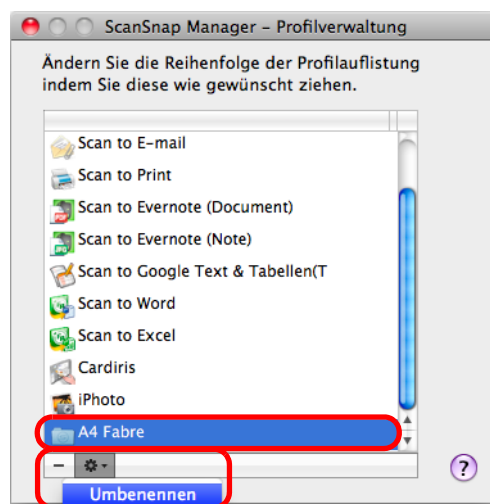 ScanSnap Manager – Profilverwaltung
Ändern Sie die Reihenfolge der Profilauflistung
indem Sie diese wie gewünscht ziehen.
Scan to E-mail
Scan to Print
Scan to Evernote (Document)
Scan to Evernote (Note)
Scan to Google Text & Tabellen(T
Scan to Word
Scan to Excel
Cardiris
iPhoto
A4 Fabre
Umbenennen